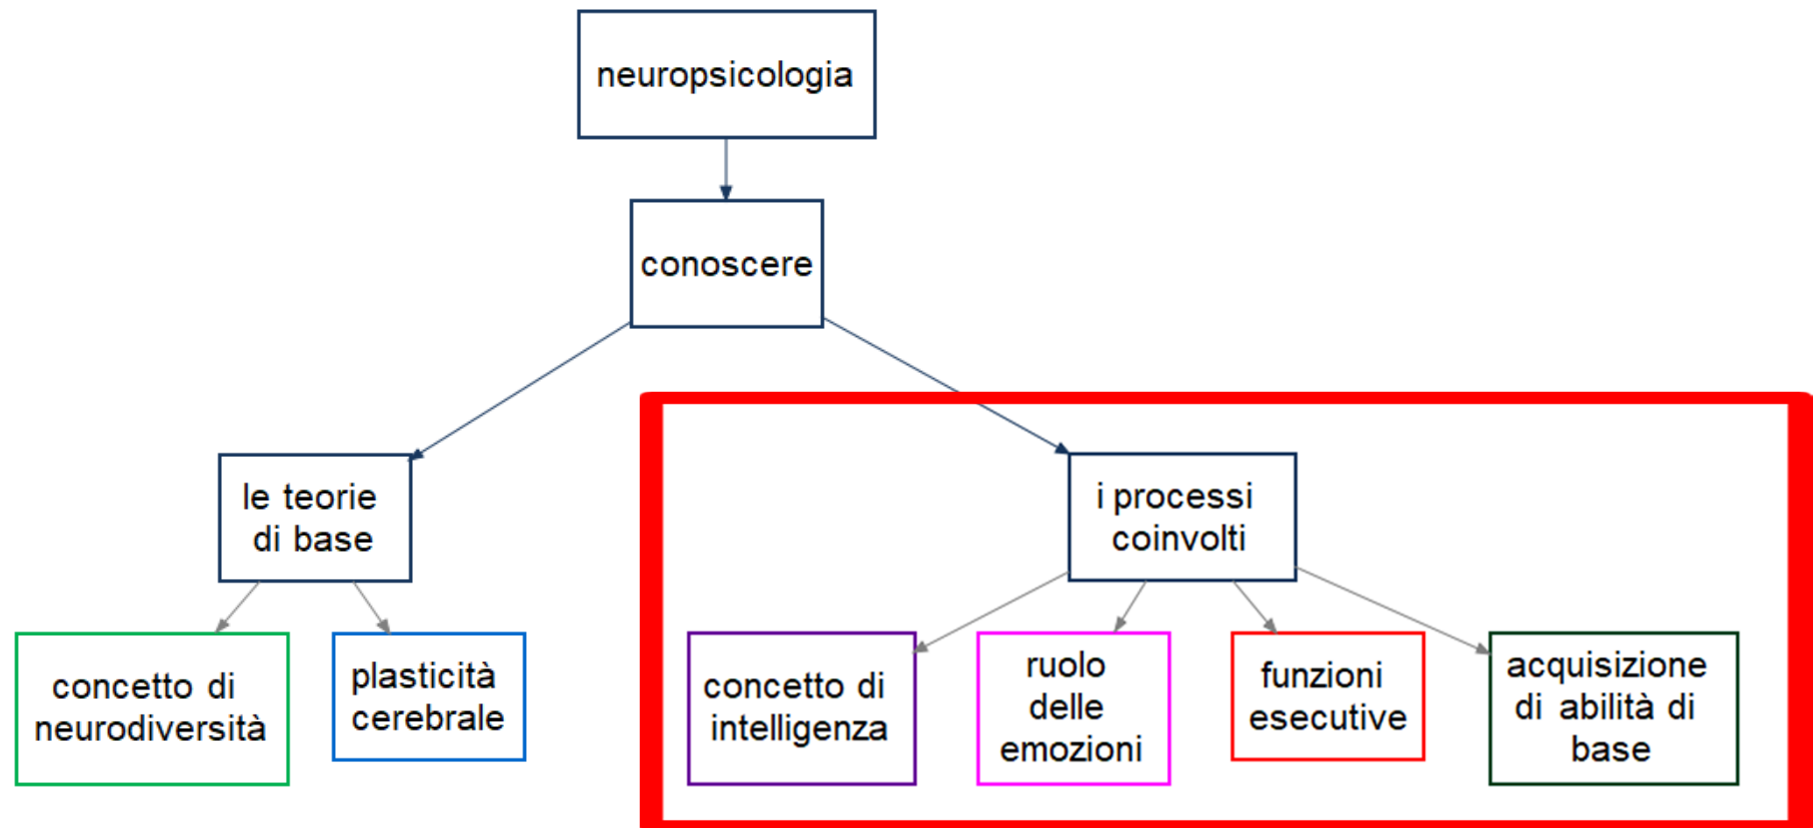 neuropsicologia
conoscere
le teorie
di base
i processi
coinvolti
concetto di
neurodiversità
plasticità
cerebrale
concetto di
intelligenza
ruolo
delle
emozioni
funzioni
esecutive
acquisizione
di abilità di
base